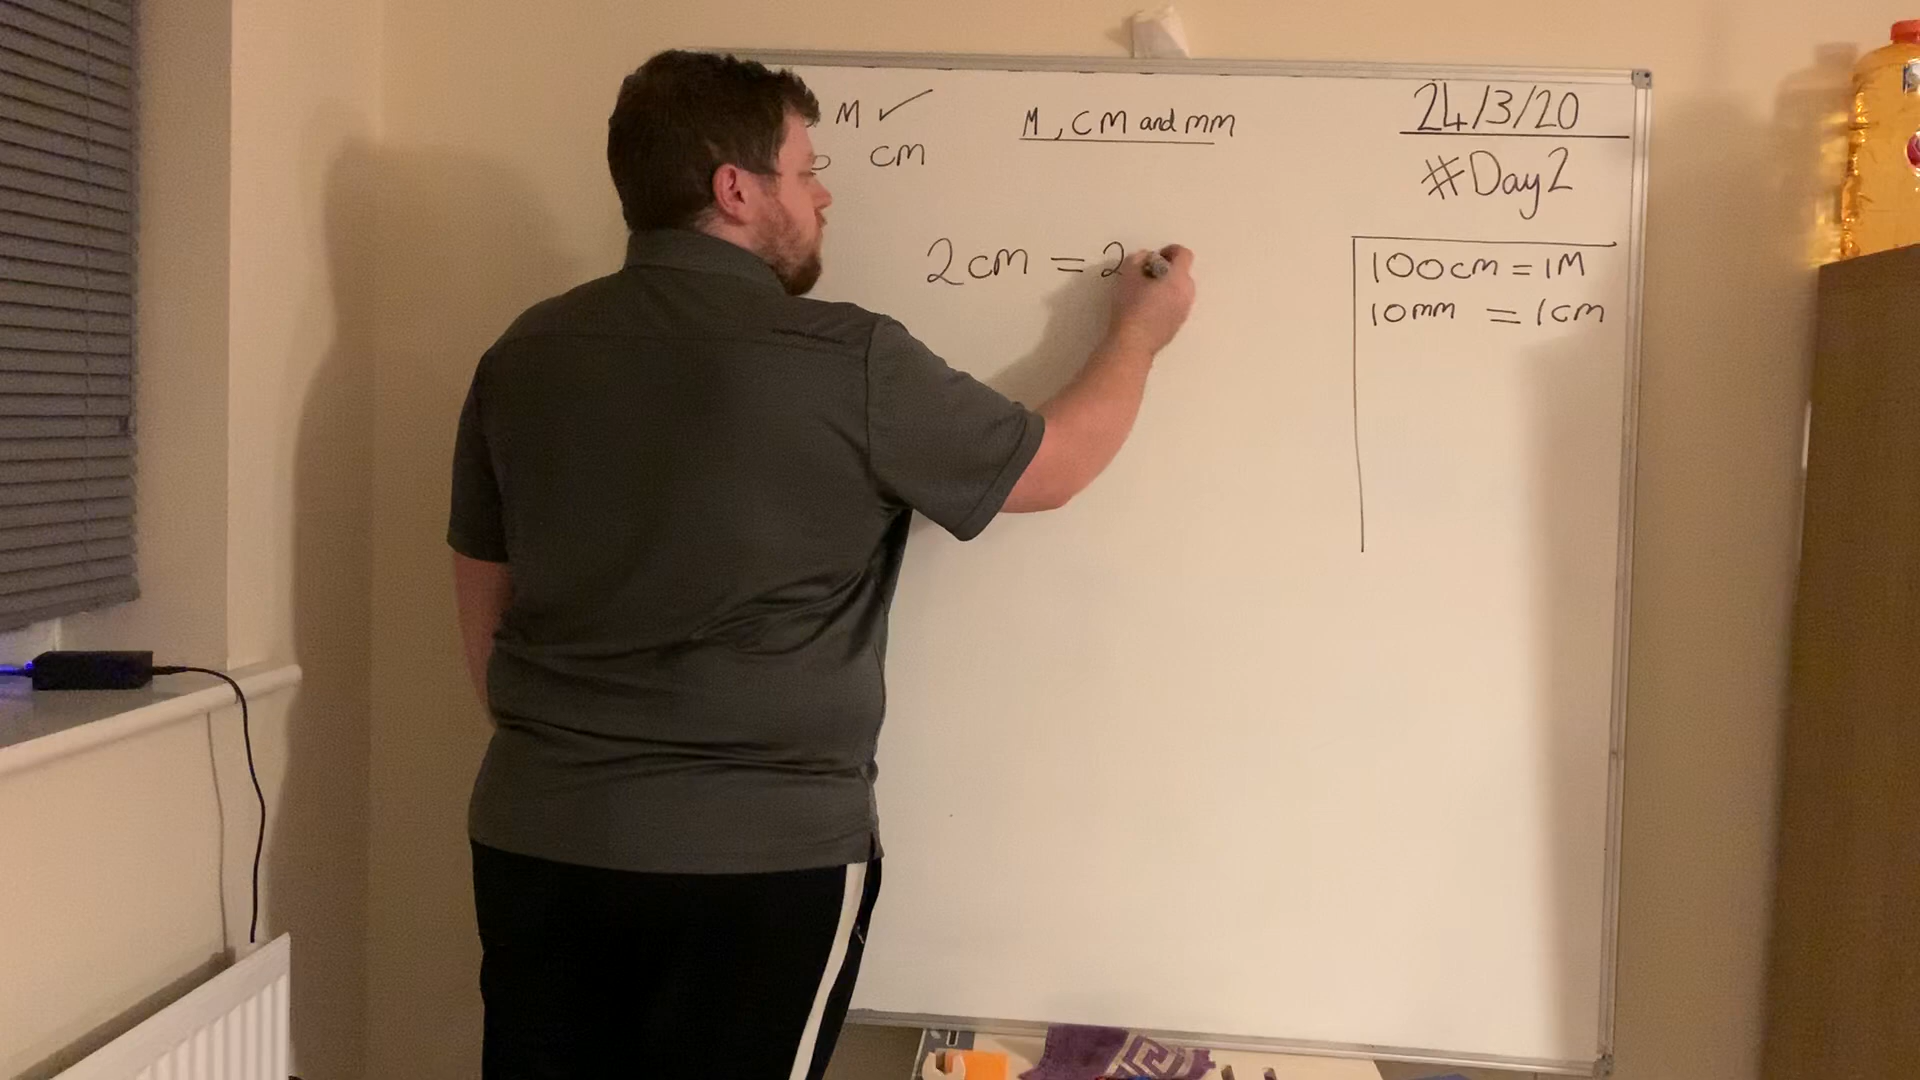 M ✓
cm
M, CM and mm
24/3/20
#Day2
2cm = 2
100cm = 1M
10mm = 1cm